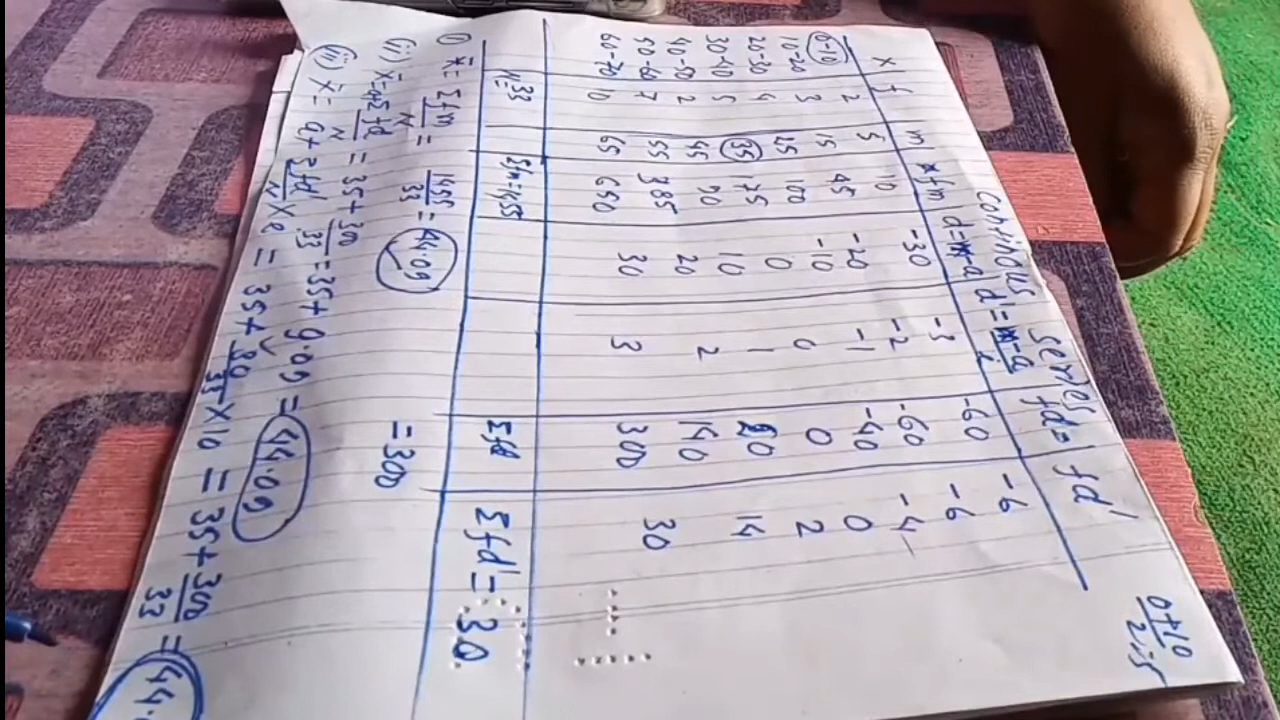 continous series
x f m fm d=m-a d'=m-a/i fd= fd'
0-10 2 5 10 -30 -3 -60 -6
10-20 3 15 45 -20 -2 -60 -6
20-30 4 25 100 -10 -1 -40 -4
30-40 5 35 175 0 0 0 0
40-50 2 45 90 10 1 20 2
50-60 7 55 385 20 2 140 14
60-70 10 65 650 30 3 300 30
N=33 Σfm=1455 Σfd = 300 Σfd'=30
(i) x̄ = Σfm/N = 1455/33 = 44.09
(ii) x̄ = a+Σfd/N = 35+300/33 = 35+9.09 = 44.09
(iii) x̄ = a+Σfd'/N xe = 35+30/33 x10 = 35+300/33 =
0+10/2=5